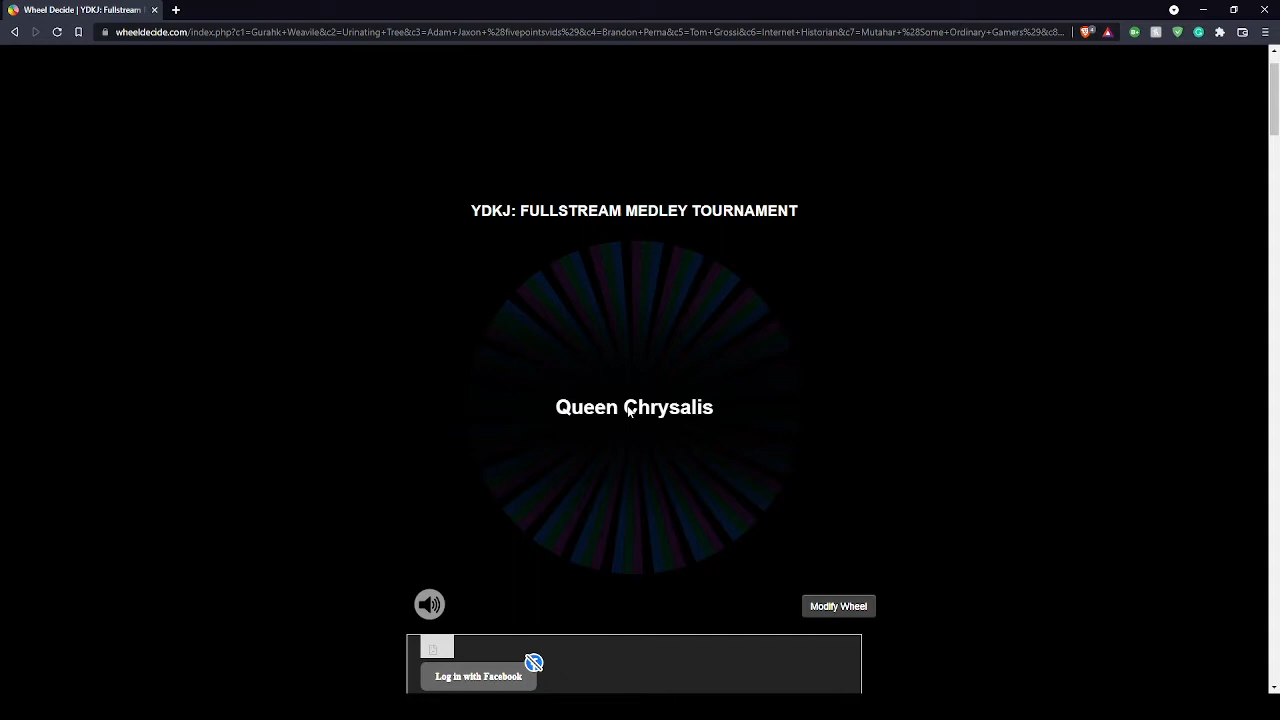 Wheel Decide | YDKJ: Fullstream
wheeldecide.com/index.php?c1=Gurahk+Weavile&c2=Urinating+Tree&c3=Adam+Jaxon+%28fivepointsvids%29&c4=Brandon+Perna&c5=Tom+Grossi&c6=Internet+Historian&c7=Mutahar+%28Some+Ordinary+Gamers%29&c8...
YDKJ: FULLSTREAM MEDLEY TOURNAMENT
Queen Chrysalis
Modify Wheel
Log in with Facebook